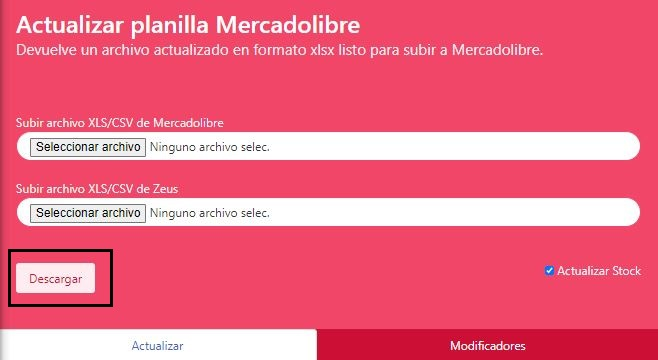 Actualizar planilla Mercadolibre
Devuelve un archivo actualizado en formato xlsx listo para subir a Mercadolibre.
Subir archivo XLS/CSV de Mercadolibre
Seleccionar archivo Ninguno archivo selec.
Subir archivo XLS/CSV de Zeus
Seleccionar archivo Ninguno archivo selec.
Descargar Actualizar Stock
Actualizar Modificadores